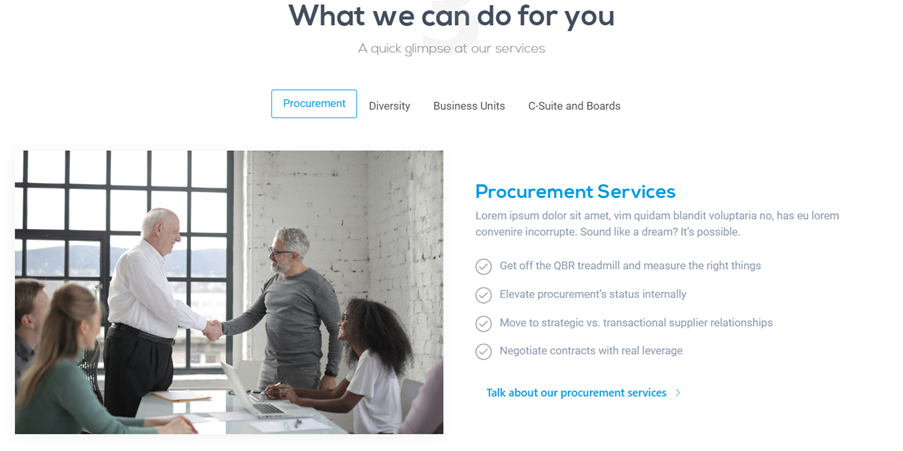 What we can do for you
A quick glimpse at our services
Procurement Diversity Business Units C-Suite and Boards
Procurement Services
Lorem ipsum dolor sit amet, vim quidam blandit voluptaria no, has eu lorem
convenire incorrupte. Sound like a dream? It's possible.
Get off the QBR treadmill and measure the right things
Elevate procurement's status internally
Move to strategic vs. transactional supplier relationships
Negotiate contracts with real leverage
Talk about our procurement services